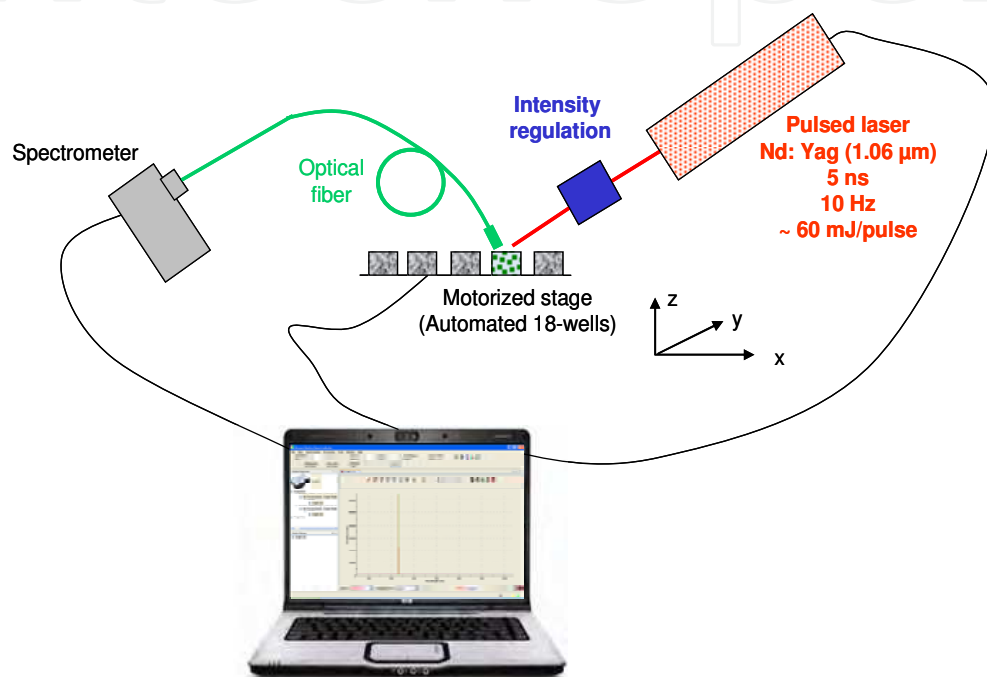 Intensity
regulation
Pulsed laser
Nd: Yag (1.06 µm)
5 ns
10 Hz
~ 60 mJ/pulse
Spectrometer
Optical
fiber
Motorized stage
(Automated 18-wells)
z
y
x